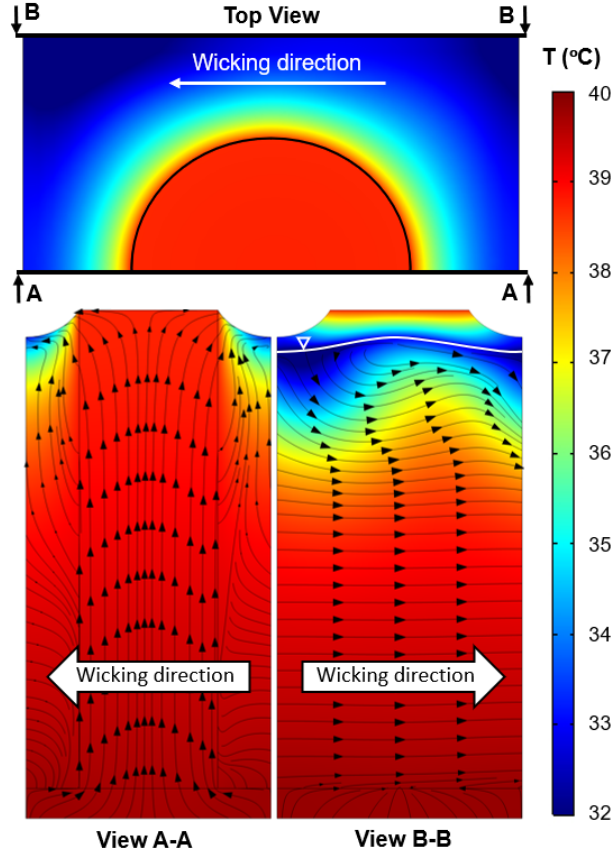 B Top View B
Wicking direction
A A
T (°C)
40
39
38
37
36
35
34
33
32
Wicking direction Wicking direction
View A-A View B-B